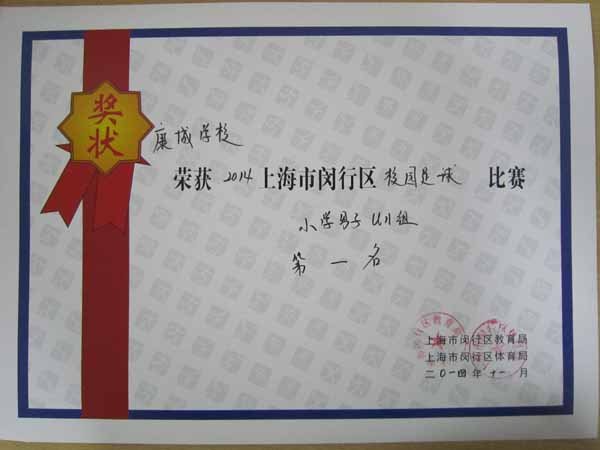 奖状
康城学校
荣获 2014 上海市闵行区 校园足球 比赛
小学男子 U11组
第一名
上海市闵行区教育局
上海市闵行区体育局
二〇一四年十一月